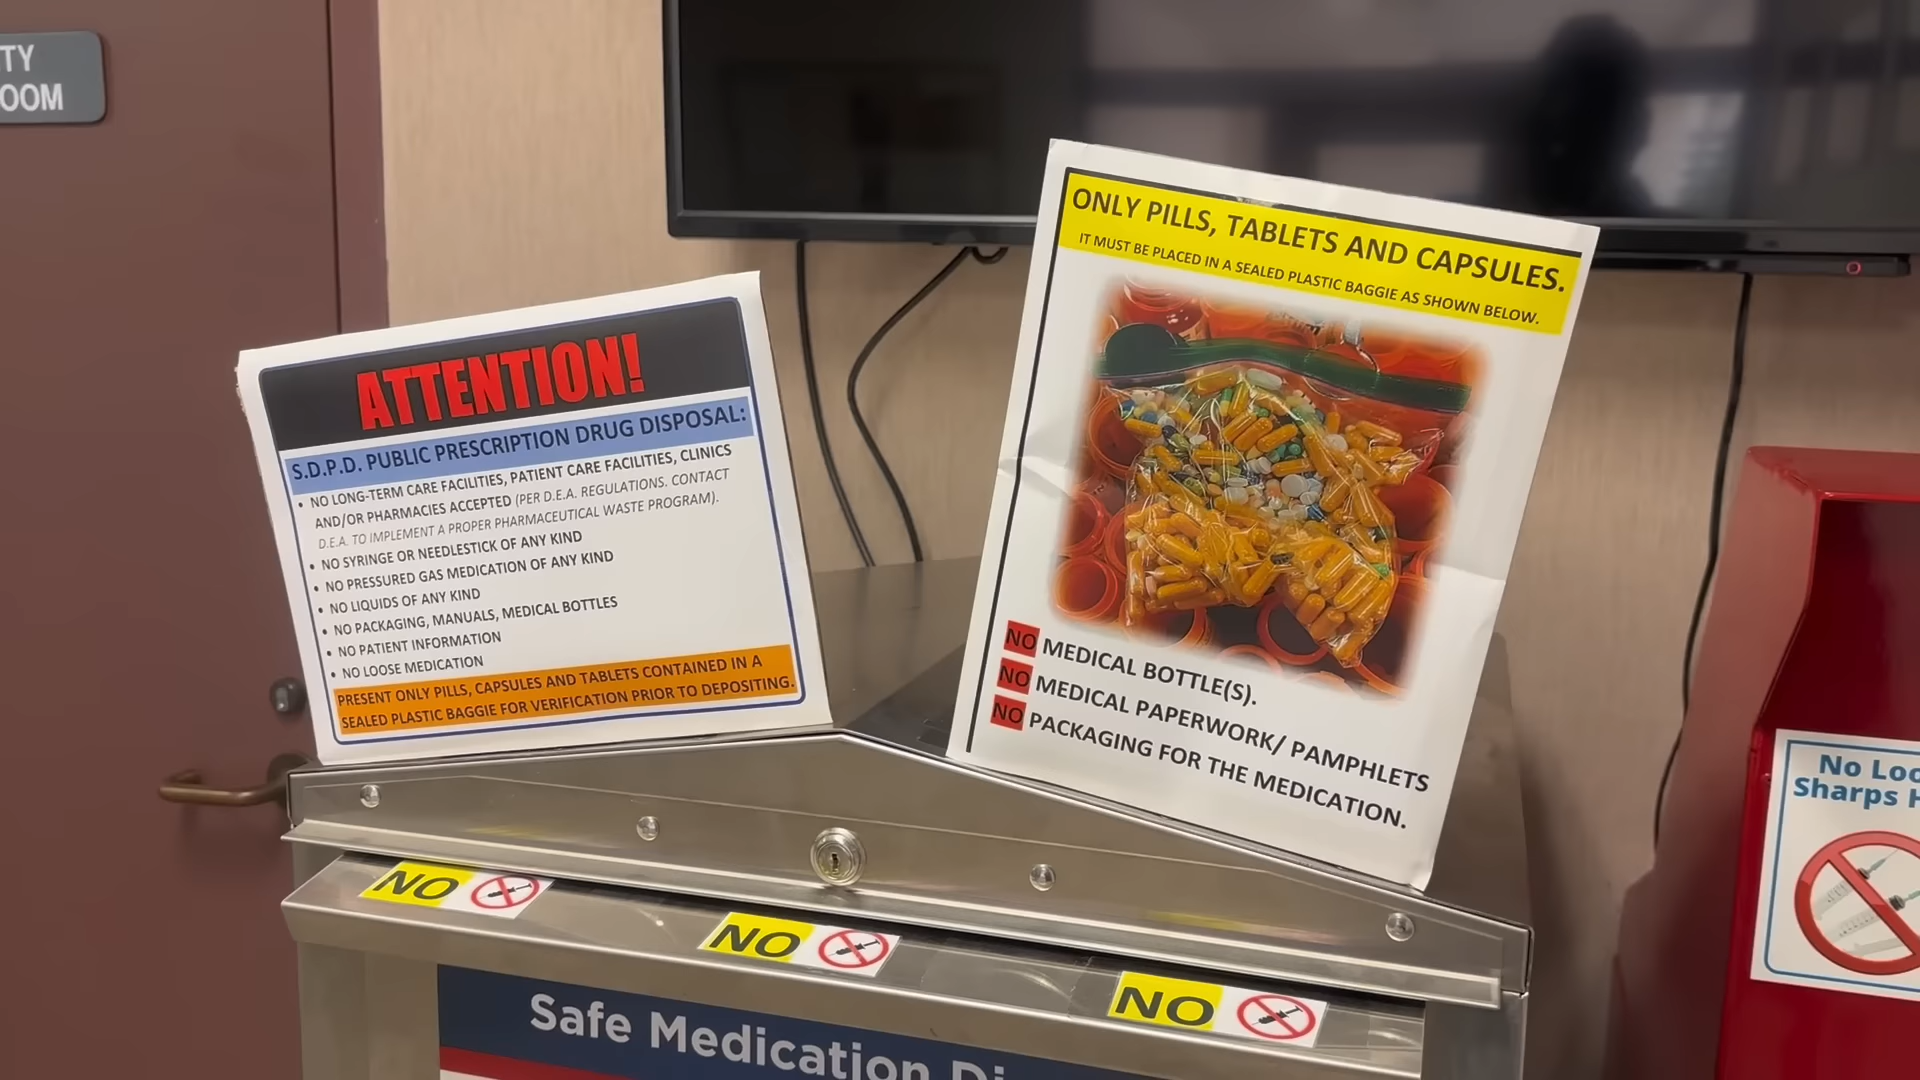 TY
OOM
ATTENTION!
S.D.P.D. PUBLIC PRESCRIPTION DRUG DISPOSAL:
• NO LONG-TERM CARE FACILITIES, PATIENT CARE FACILITIES, CLINICS
AND/OR PHARMACIES ACCEPTED (PER D.E.A. REGULATIONS. CONTACT
D.E.A. TO IMPLEMENT A PROPER PHARMACEUTICAL WASTE PROGRAM).
• NO SYRINGE OR NEEDLESTICK OF ANY KIND
• NO PRESSURED GAS MEDICATION OF ANY KIND
• NO LIQUIDS OF ANY KIND
• NO PACKAGING, MANUALS, MEDICAL BOTTLES
• NO PATIENT INFORMATION
• NO LOOSE MEDICATION
PRESENT ONLY PILLS, CAPSULES AND TABLETS CONTAINED IN A
SEALED PLASTIC BAGGIE FOR VERIFICATION PRIOR TO DEPOSITING.
ONLY PILLS, TABLETS AND CAPSULES.
IT MUST BE PLACED IN A SEALED PLASTIC BAGGIE AS SHOWN BELOW.
NO MEDICAL BOTTLE(S).
NO MEDICAL PAPERWORK/ PAMPHLETS
NO PACKAGING FOR THE MEDICATION.
NO
NO
NO
Safe Medication Di
No Loo
Sharps H